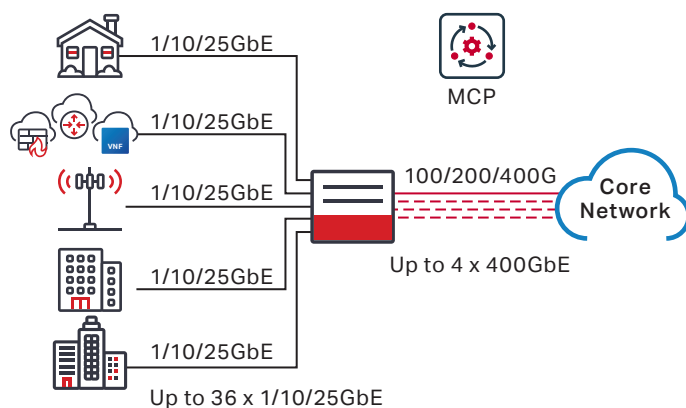 1/10/25GbE
MCP
1/10/25GbE
VNF
1/10/25GbE
100/200/400G
Core
Network
Up to 4 x 400GbE
1/10/25GbE
1/10/25GbE
Up to 36 x 1/10/25GbE